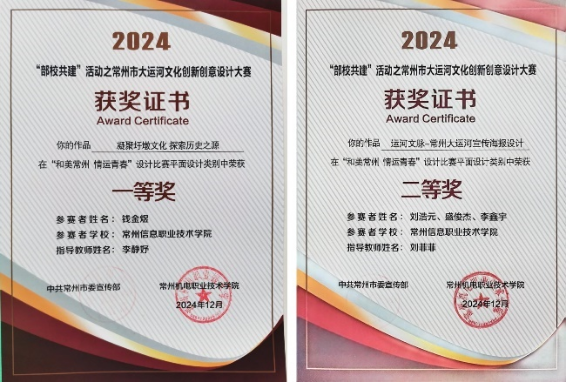 2024
“部校共建”活动之常州市大运河文化创新创意设计大赛
获奖证书
Award Certificate
你的作品 凝聚圩墩文化 探索历史之源
在“和美常州 情运青春”设计比赛平面设计类别中荣获
一等奖
参赛者姓名：钱金煜
参赛者学校：常州信息职业技术学院
指导教师姓名：李静妤
中共常州市委宣传部 常州机电职业技术学院
2024年12月
2024
“部校共建”活动之常州市大运河文化创新创意设计大赛
获奖证书
Award Certificate
你的作品 运河文脉-常州大运河宣传海报设计
在“和美常州 情运青春”设计比赛平面设计类别中荣获
二等奖
参赛者姓名：刘浩元、盛俊杰、李鑫宇
参赛者学校：常州信息职业技术学院
指导教师姓名：刘菲菲
中共常州市委宣传部 常州机电职业技术学院
2024年12月